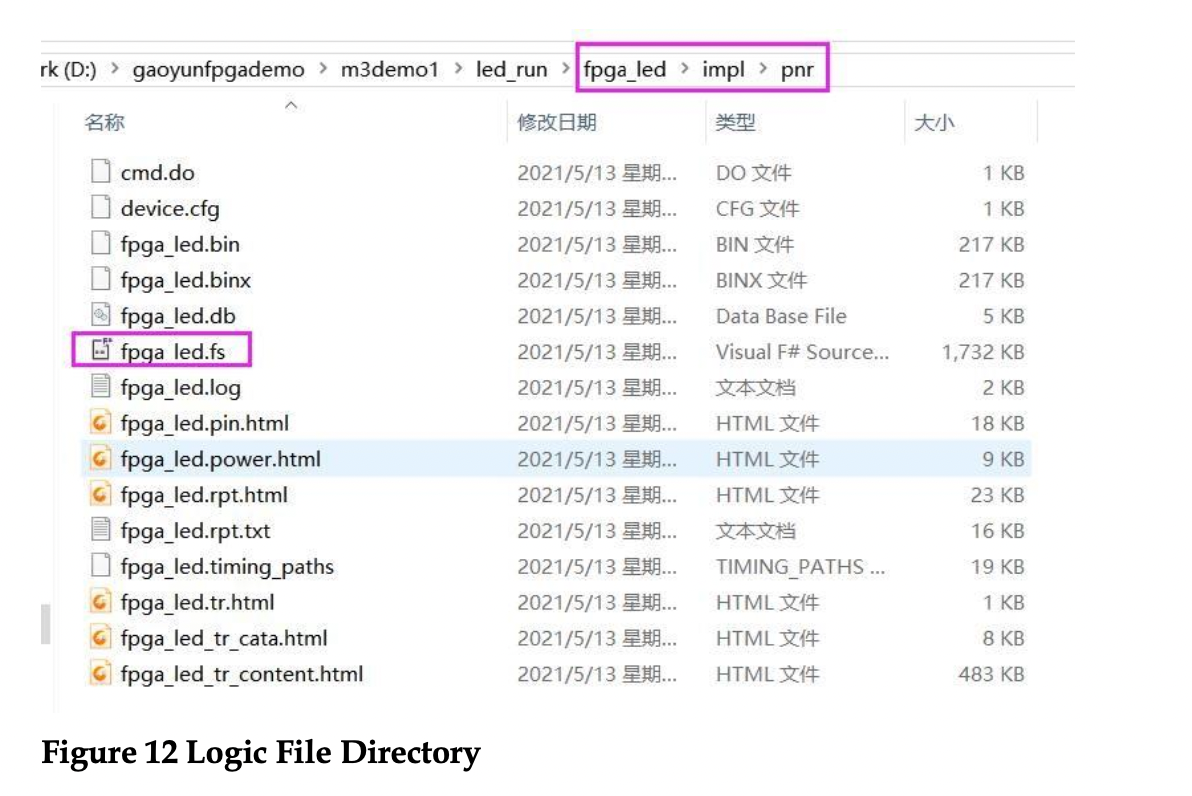 rk (D:) > gaoyunfpgademo > m3demo1 > led_run > fpga_led > impl > pnr
名称 修改日期 类型 大小
cmd.do 2021/5/13 星期... DO 文件 1 KB
device.cfg 2021/5/13 星期... CFG 文件 1 KB
fpga_led.bin 2021/5/13 星期... BIN 文件 217 KB
fpga_led.binx 2021/5/13 星期... BINX 文件 217 KB
fpga_led.db 2021/5/13 星期... Data Base File 5 KB
fpga_led.fs 2021/5/13 星期... Visual F# Source... 1,732 KB
fpga_led.log 2021/5/13 星期... 文本文档 2 KB
fpga_led.pin.html 2021/5/13 星期... HTML 文件 18 KB
fpga_led.power.html 2021/5/13 星期... HTML 文件 9 KB
fpga_led.rpt.html 2021/5/13 星期... HTML 文件 23 KB
fpga_led.rpt.txt 2021/5/13 星期... 文本文档 16 KB
fpga_led.timing_paths 2021/5/13 星期... TIMING_PATHS ... 19 KB
fpga_led.tr.html 2021/5/13 星期... HTML 文件 1 KB
fpga_led_tr_cata.html 2021/5/13 星期... HTML 文件 8 KB
fpga_led_tr_content.html 2021/5/13 星期... HTML 文件 483 KB
Figure 12 Logic File Directory